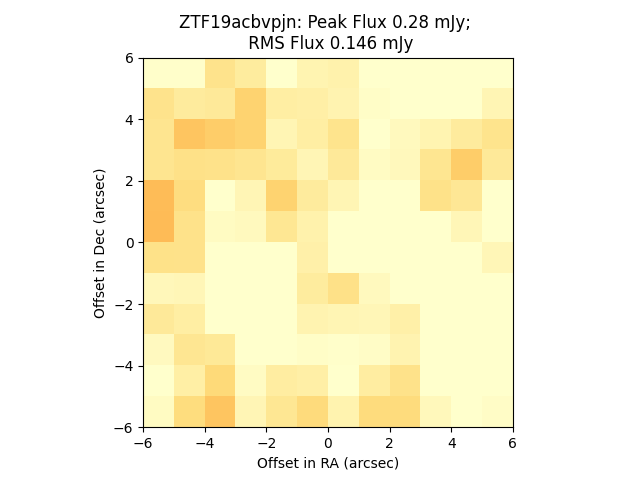 ZTF19acbvpjn: Peak Flux 0.28 mJy;
RMS Flux 0.146 mJy
6
4
2
0
−2
−4
−6
Offset in Dec (arcsec)
−6 −4 −2 0 2 4 6
Offset in RA (arcsec)